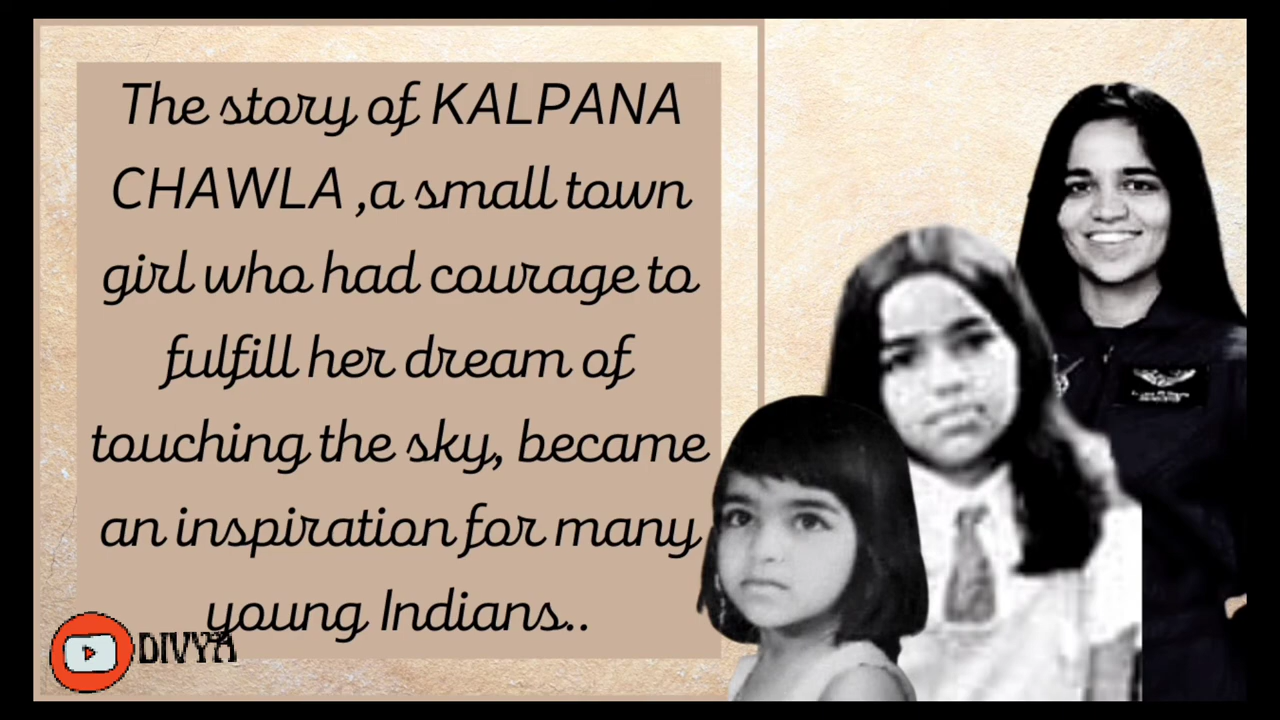 The story of KALPANA
CHAWLA ,a small town
girl who had courage to
fulfill her dream of
touching the sky, became
an inspiration for many
young Indians..
DIVYA